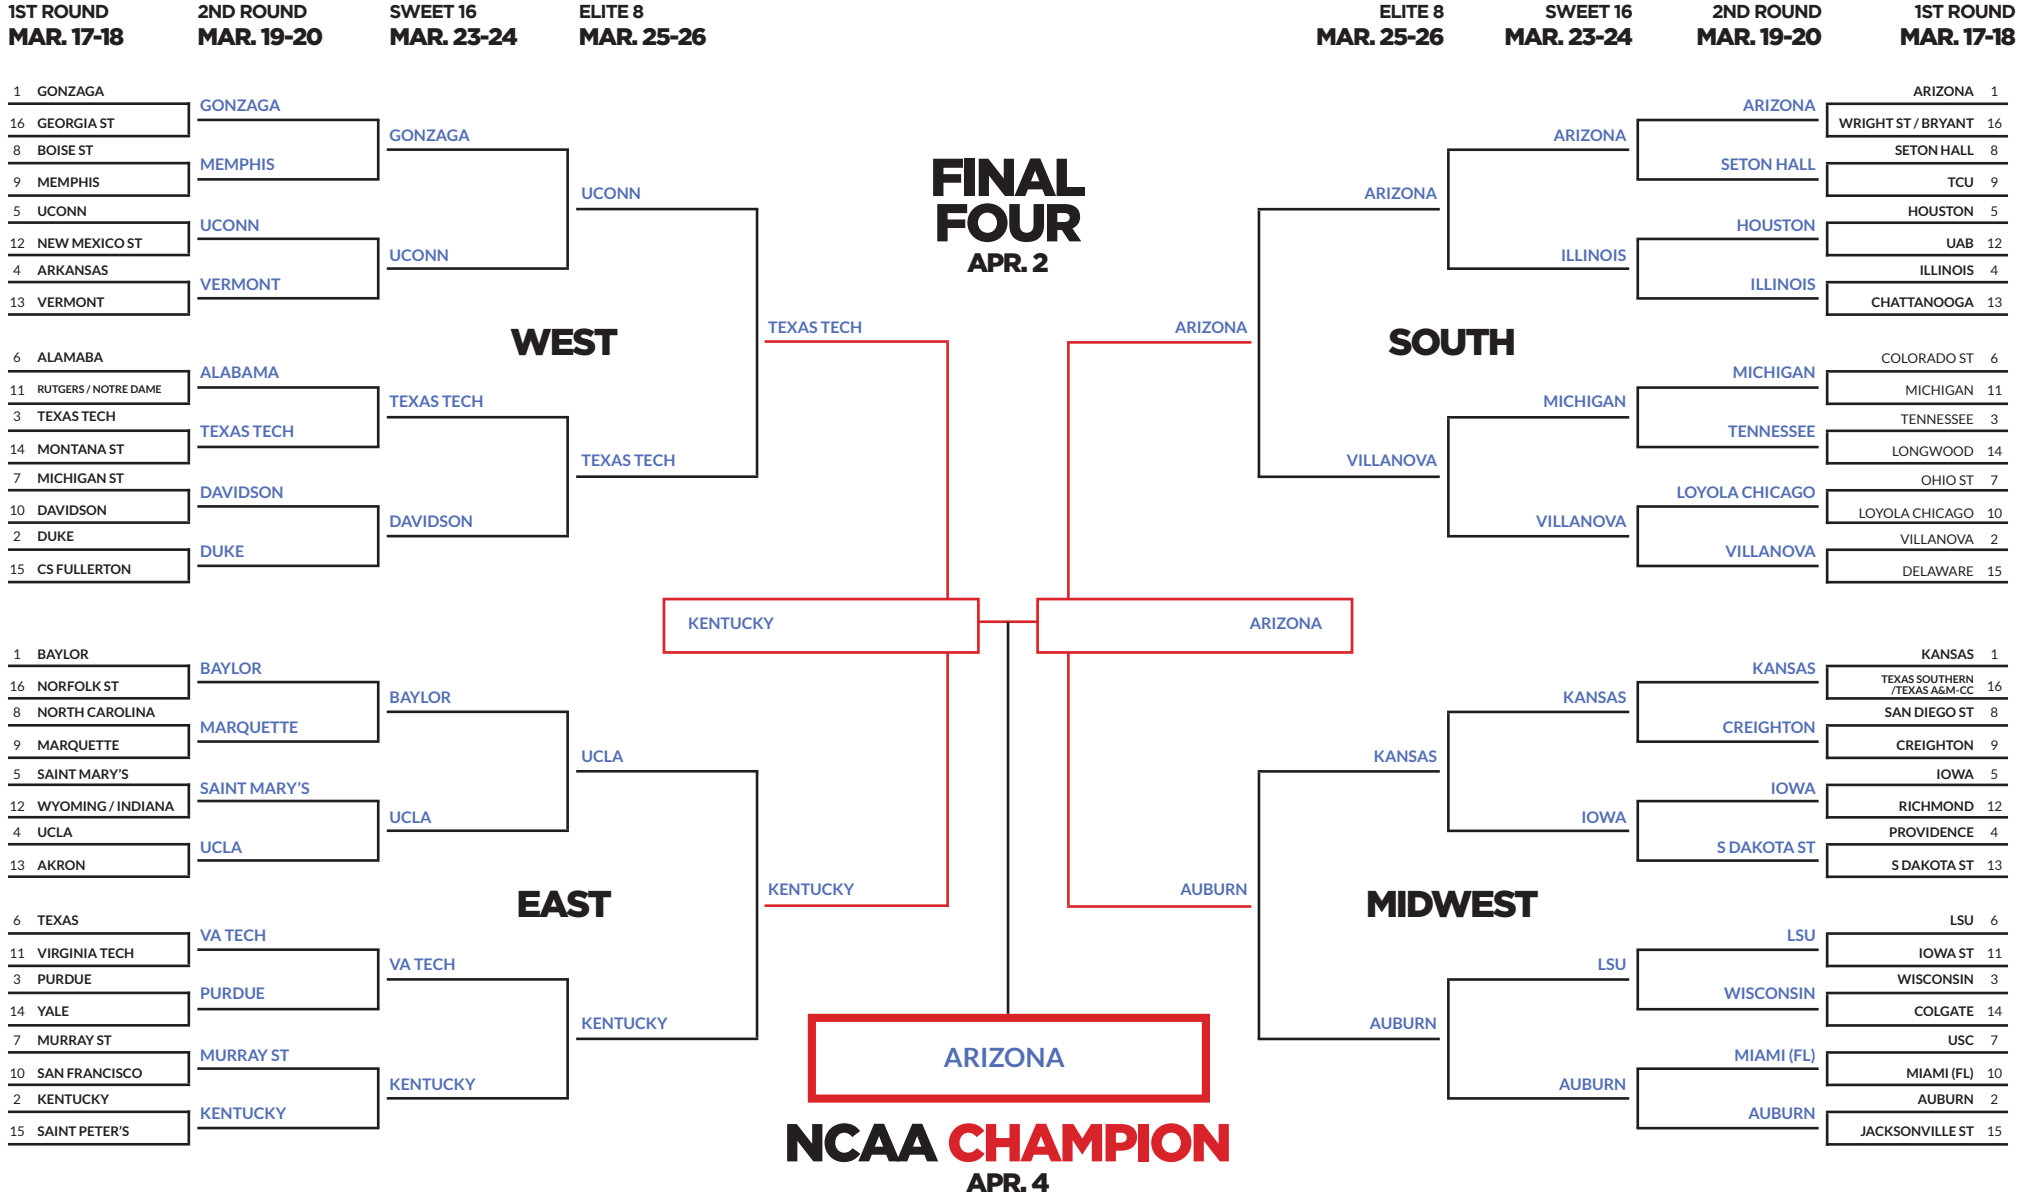 1ST ROUND
MAR. 17-18
2ND ROUND
MAR. 19-20
SWEET 16
MAR. 23-24
ELITE 8
MAR. 25-26
ELITE 8
MAR. 25-26
SWEET 16
MAR. 23-24
2ND ROUND
MAR. 19-20
1ST ROUND
MAR. 17-18
1 GONZAGA
16 GEORGIA ST
8 BOISE ST
9 MEMPHIS
5 UCONN
12 NEW MEXICO ST
4 ARKANSAS
13 VERMONT
6 ALAMABA
11 RUTGERS / NOTRE DAME
3 TEXAS TECH
14 MONTANA ST
7 MICHIGAN ST
10 DAVIDSON
2 DUKE
15 CS FULLERTON
GONZAGA
MEMPHIS
UCONN
VERMONT
ALABAMA
TEXAS TECH
DAVIDSON
DUKE
GONZAGA
UCONN
TEXAS TECH
DAVIDSON
UCONN
TEXAS TECH
WEST
TEXAS TECH
1 BAYLOR
16 NORFOLK ST
8 NORTH CAROLINA
9 MARQUETTE
5 SAINT MARY'S
12 WYOMING / INDIANA
4 UCLA
13 AKRON
6 TEXAS
11 VIRGINIA TECH
3 PURDUE
14 YALE
7 MURRAY ST
10 SAN FRANCISCO
2 KENTUCKY
15 SAINT PETER'S
BAYLOR
MARQUETTE
SAINT MARY'S
UCLA
VA TECH
PURDUE
MURRAY ST
KENTUCKY
BAYLOR
UCLA
VA TECH
KENTUCKY
UCLA
KENTUCKY
EAST
KENTUCKY
FINAL
FOUR
APR. 2
KENTUCKY
ARIZONA
ARIZONA
NCAA CHAMPION
APR. 4
ARIZONA
SOUTH
ARIZONA
VILLANOVA
ARIZONA
ILLINOIS
MICHIGAN
VILLANOVA
ARIZONA
SETON HALL
HOUSTON
ILLINOIS
MICHIGAN
TENNESSEE
LOYOLA CHICAGO
VILLANOVA
ARIZONA 1
WRIGHT ST / BRYANT 16
SETON HALL 8
TCU 9
HOUSTON 5
UAB 12
ILLINOIS 4
CHATTANOOGA 13
COLORADO ST 6
MICHIGAN 11
TENNESSEE 3
LONGWOOD 14
OHIO ST 7
LOYOLA CHICAGO 10
VILLANOVA 2
DELAWARE 15
AUBURN
MIDWEST
KANSAS
AUBURN
KANSAS
IOWA
LSU
AUBURN
KANSAS
CREIGHTON
IOWA
S DAKOTA ST
LSU
WISCONSIN
MIAMI (FL)
AUBURN
KANSAS 1
TEXAS SOUTHERN
/TEXAS A&M-CC 16
SAN DIEGO ST 8
CREIGHTON 9
IOWA 5
RICHMOND 12
PROVIDENCE 4
S DAKOTA ST 13
LSU 6
IOWA ST 11
WISCONSIN 3
COLGATE 14
USC 7
MIAMI (FL) 10
AUBURN 2
JACKSONVILLE ST 15